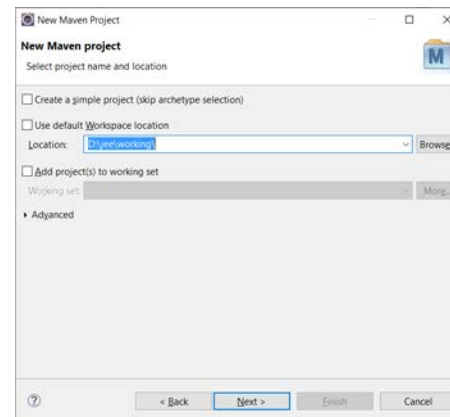 New Maven Project
New Maven project
Select project name and location
M
Create a simple project (skip archetype selection)
Use default Workspace location
Location: D:\jee\working\ Browse
Add project(s) to working set
Working set: More...
Advanced
? < Back Next > Finish Cancel